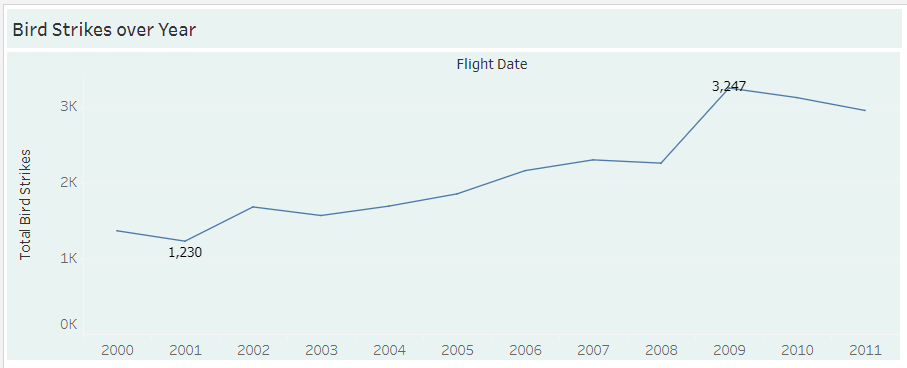 Bird Strikes over Year
Flight Date
Total Bird Strikes
3K
2K
1K
0K
3,247
1,230
2000 2001 2002 2003 2004 2005 2006 2007 2008 2009 2010 2011